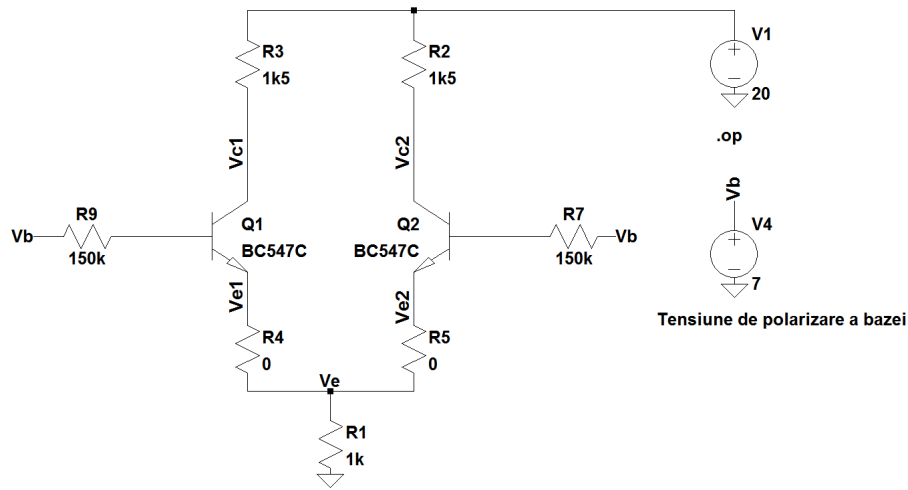 R3
1k5
R2
1k5
V1
20
.op
Vc1
Vc2
Vb
R9
150k
Vb
Q1
BC547C
Q2
BC547C
R7
150k
Vb
V4
7
Tensiune de polarizare a bazei
Ve1
Ve2
R4
0
R5
0
Ve
R1
1k